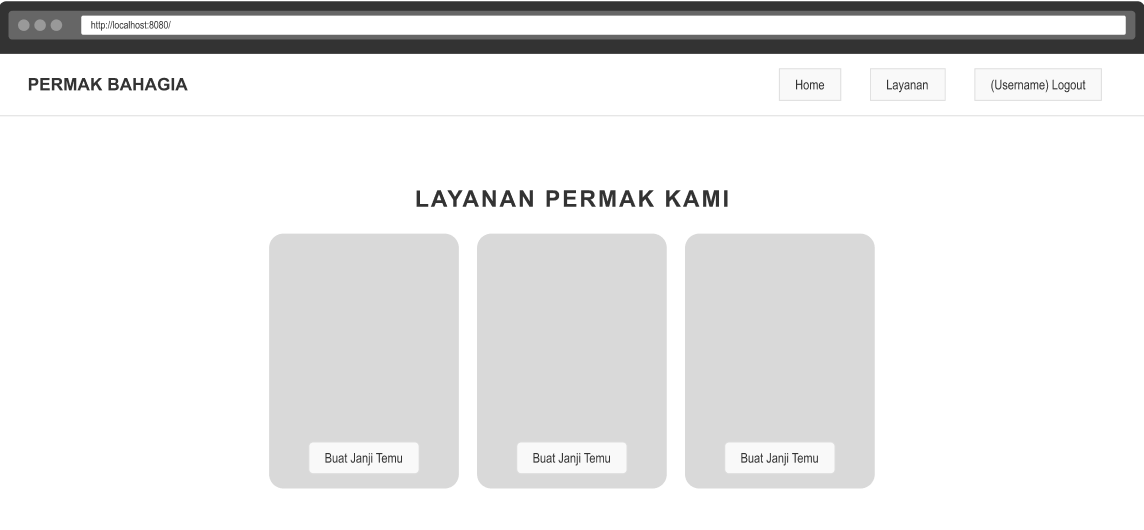 http://localhost:8080/
PERMAK BAHAGIA
Home
Layanan
(Username) Logout
LAYANAN PERMAK KAMI
Buat Janji Temu
Buat Janji Temu
Buat Janji Temu